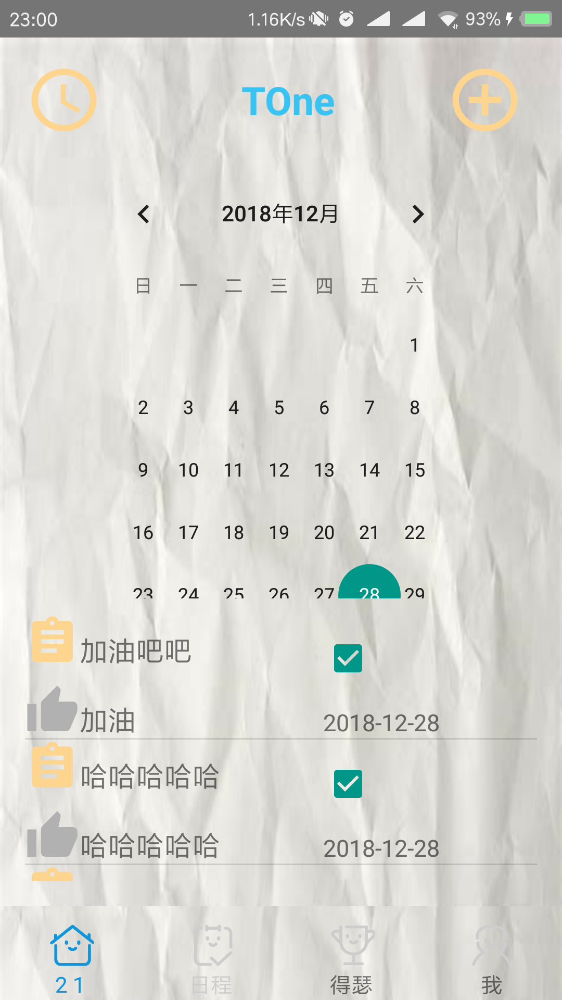 23:00 1.16K/s 93%
TOne
2018年12月
日 一 二 三 四 五 六
1
2 3 4 5 6 7 8
9 10 11 12 13 14 15
16 17 18 19 20 21 22
23 24 25 26 27 28 29
加油吧吧
加油 2018-12-28
哈哈哈哈哈
哈哈哈哈哈 2018-12-28
2 1 日程 得瑟 我